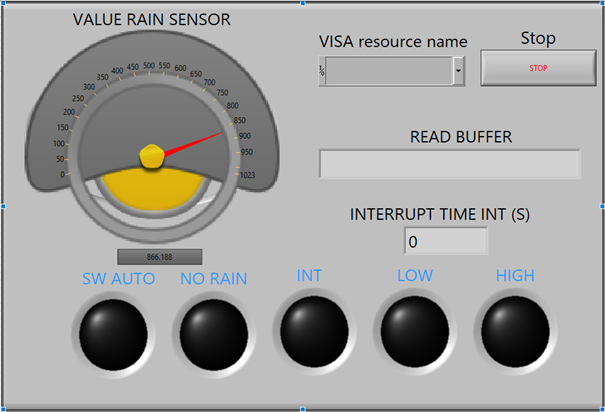 VALUE RAIN SENSOR
VISA resource name
Stop
STOP
READ BUFFER
INTERRUPT TIME INT (S)
0
0
50
100
150
200
250
300
350
400
450
500
550
600
650
700
750
800
850
900
950
1023
866.188
SW AUTO
NO RAIN
INT
LOW
HIGH